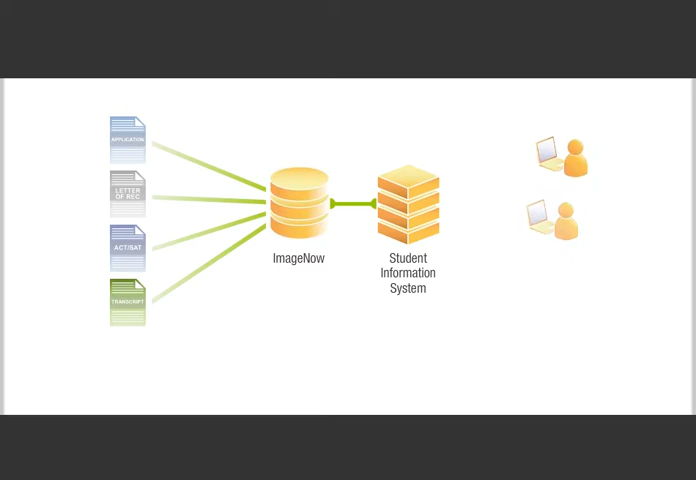 APPLICATION
LETTER
OF REC
ACT/SAT
TRANSCRIPT
ImageNow
Student
Information
System